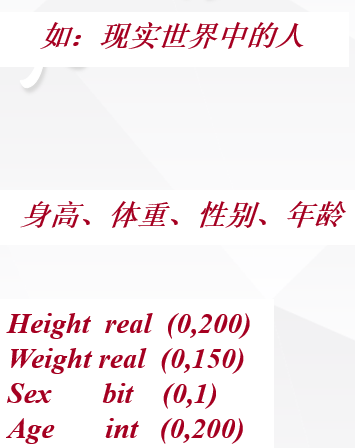 如：现实世界中的人
身高、体重、性别、年龄
Height real (0,200)
Weight real (0,150)
Sex bit (0,1)
Age int (0,200)